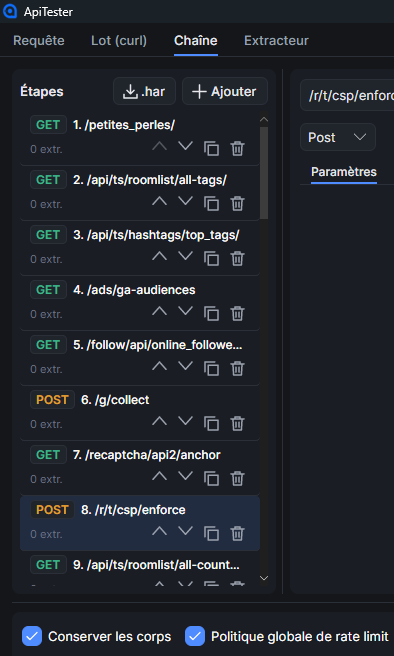 ApiTester
Requête Lot (curl) Chaîne Extracteur
Étapes .har Ajouter
/r/t/csp/enforc
Post
Paramètres
GET 1. /petites_perles/
0 extr.
GET 2. /api/ts/roomlist/all-tags/
0 extr.
GET 3. /api/ts/hashtags/top_tags/
0 extr.
GET 4. /ads/ga-audiences
0 extr.
GET 5. /follow/api/online_followe...
0 extr.
POST 6. /g/collect
0 extr.
GET 7. /recaptcha/api2/anchor
0 extr.
POST 8. /r/t/csp/enforce
0 extr.
GET 9. /api/ts/roomlist/all-count...
Conserver les corps Politique globale de rate limit